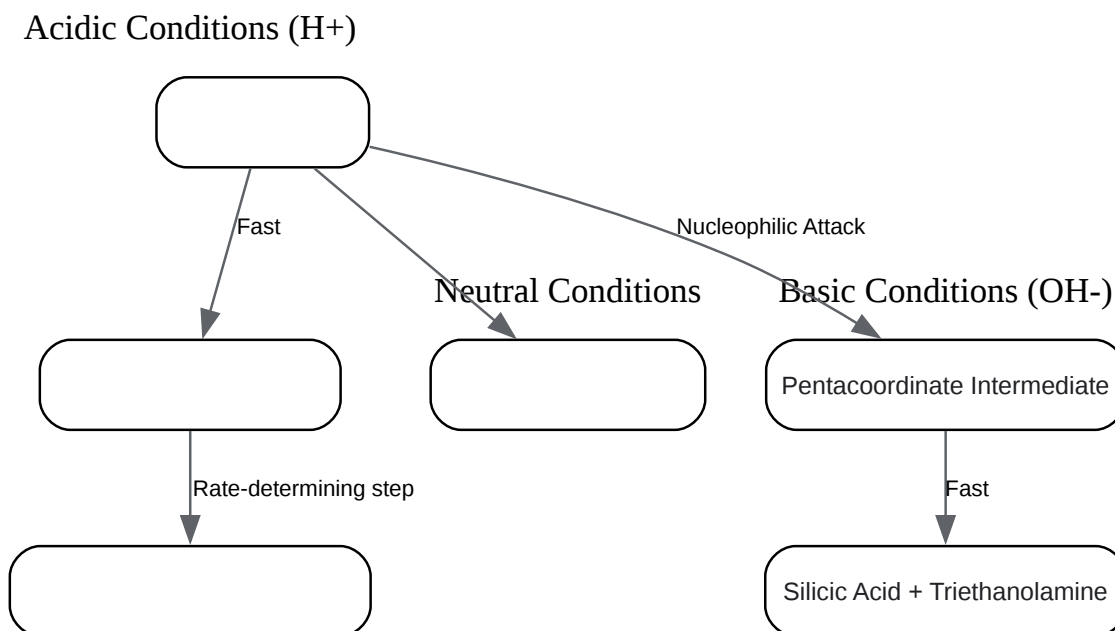 Acidic Conditions (H+)
Fast
Nucleophilic Attack
Neutral Conditions
Basic Conditions (OH-)
Pentacoordinate Intermediate
Rate-determining step
Fast
Silicic Acid + Triethanolamine